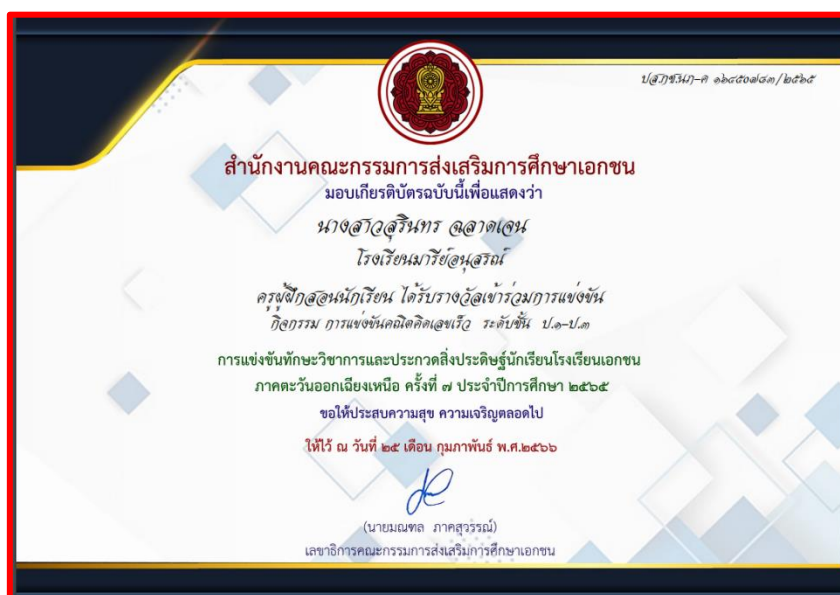 ปส.กช.นภ-ค ๑๒๔๕๐๗๘๓/๒๕๖๕
สำนักงานคณะกรรมการส่งเสริมการศึกษาเอกชน
มอบเกียรติบัตรฉบับนี้เพื่อแสดงว่า
นางสาวสุรินทร ฉลาดเจน
โรงเรียนมารีย์อนุสรณ์
ครูผู้ฝึกสอนนักเรียน ได้รับรางวัลเข้าร่วมการแข่งขัน
กิจกรรม การแข่งขันคณิตคิดเลขเร็ว ระดับชั้น ป.๑-ป.๓
การแข่งขันทักษะวิชาการและประกวดสิ่งประดิษฐ์นักเรียนโรงเรียนเอกชน
ภาคตะวันออกเฉียงเหนือ ครั้งที่ ๗ ประจำปีการศึกษา ๒๕๖๕
ขอให้ประสบความสุข ความเจริญตลอดไป
ให้ไว้ ณ วันที่ ๒๕ เดือน กุมภาพันธ์ พ.ศ.๒๕๖๖
(นายมณฑล ภาคสุวรรณ์)
เลขาธิการคณะกรรมการส่งเสริมการศึกษาเอกชน